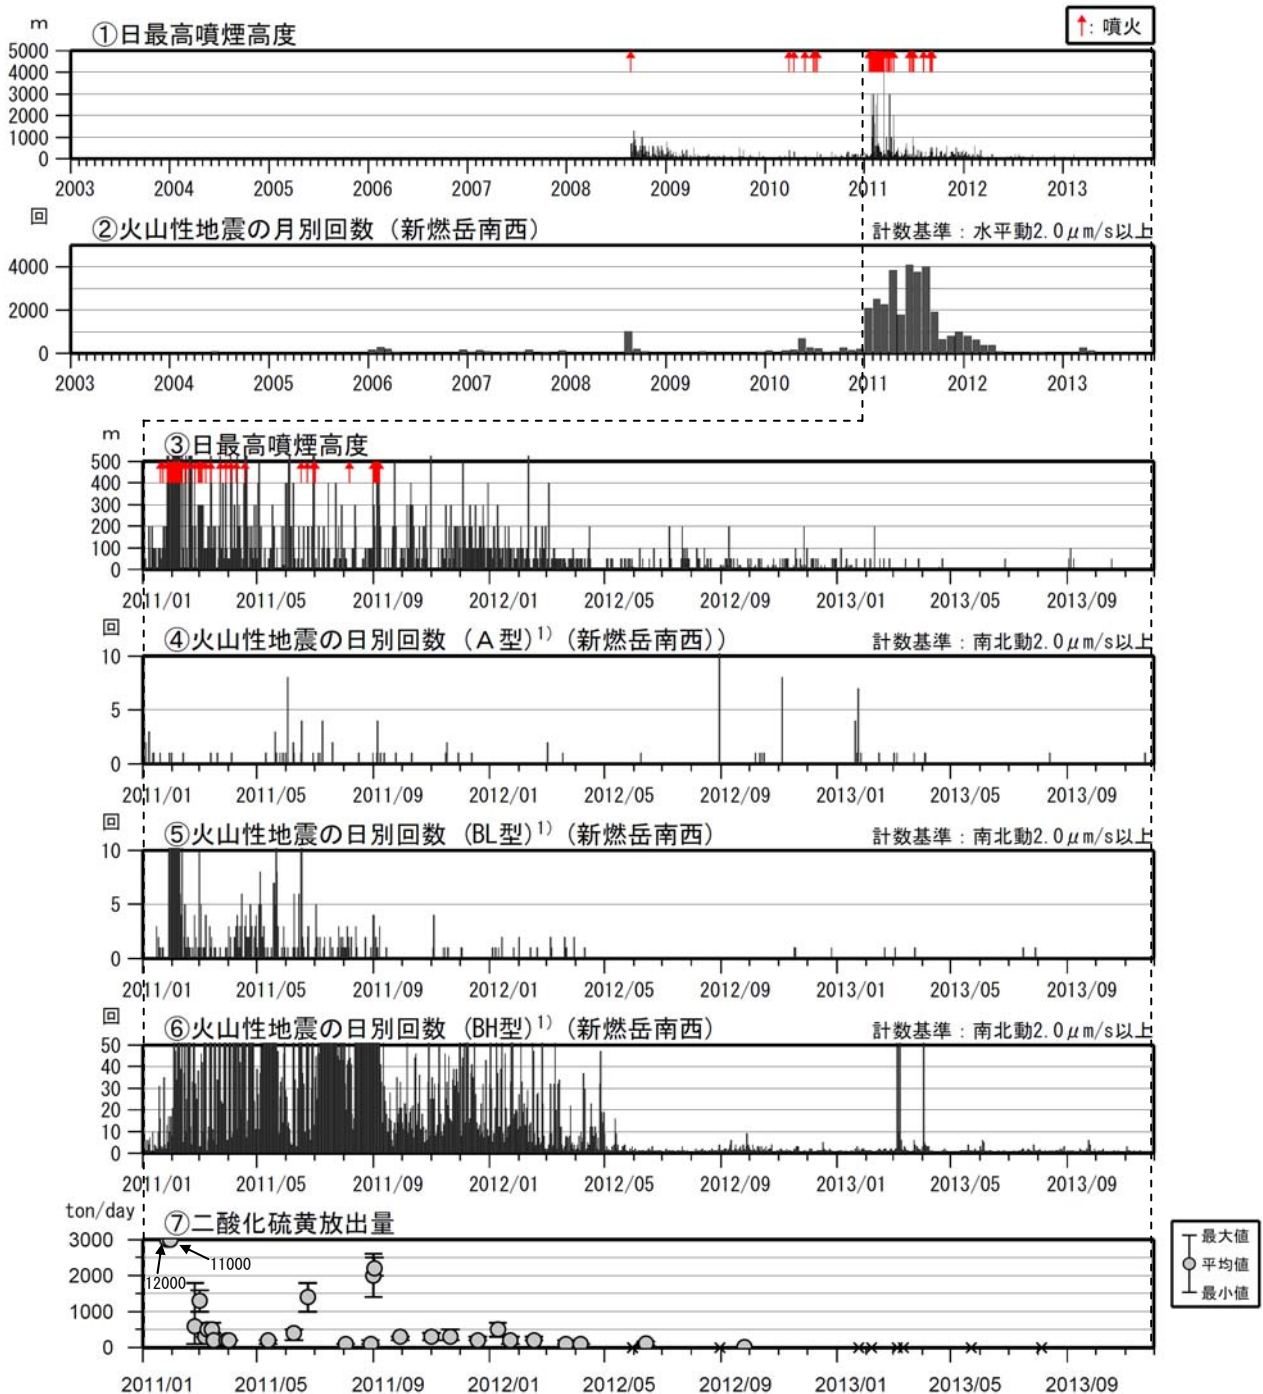 m
①日最高噴煙高度
↑: 噴火
5000
4000
3000
2000
1000
0
2003 2004 2005 2006 2007 2008 2009 2010 2011 2012 2013
回
②火山性地震の月別回数（新燃岳南西）
計数基準：水平動2.0μm/s以上
4000
2000
0
2003 2004 2005 2006 2007 2008 2009 2010 2011 2012 2013
m
③日最高噴煙高度
500
400
300
200
100
0
2011/01 2011/05 2011/09 2012/01 2012/05 2012/09 2013/01 2013/05 2013/09
回
④火山性地震の日別回数（A型）1)（新燃岳南西））
計数基準：南北動2.0μm/s以上
10
5
0
2011/01 2011/05 2011/09 2012/01 2012/05 2012/09 2013/01 2013/05 2013/09
回
⑤火山性地震の日別回数（BL型）1)（新燃岳南西）
計数基準：南北動2.0μm/s以上
10
5
0
2011/01 2011/05 2011/09 2012/01 2012/05 2012/09 2013/01 2013/05 2013/09
回
⑥火山性地震の日別回数（BH型）1)（新燃岳南西）
計数基準：南北動2.0μm/s以上
50
40
30
20
10
0
2011/01 2011/05 2011/09 2012/01 2012/05 2012/09 2013/01 2013/05 2013/09
ton/day
⑦二酸化硫黄放出量
3000
2000
1000
0
12000
11000
最大値
平均値
最小値
2011/01 2011/05 2011/09 2012/01 2012/05 2012/09 2013/01 2013/05 2013/09